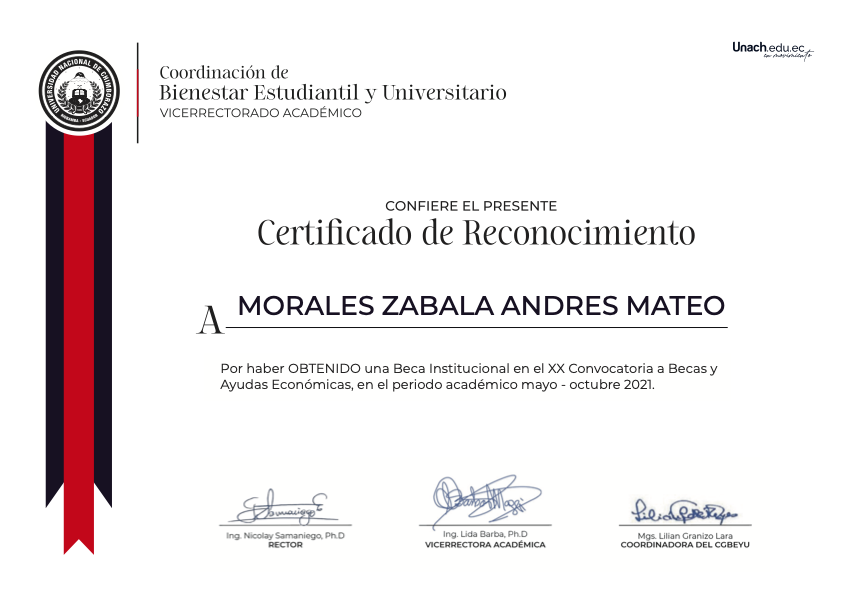 Unach.edu.ec
en movimiento
UNIVERSIDAD NACIONAL DE CHIMBORAZO
RIOBAMBA - ECUADOR
Coordinación de
Bienestar Estudiantil y Universitario
VICERRECTORADO ACADÉMICO
CONFIERE EL PRESENTE
Certificado de Reconocimiento
A MORALES ZABALA ANDRES MATEO
Por haber OBTENIDO una Beca Institucional en el XX Convocatoria a Becas y
Ayudas Económicas, en el periodo académico mayo - octubre 2021.
Ing. Nicolay Samaniego, Ph.D
RECTOR
Ing. Lida Barba, Ph.D
VICERRECTORA ACADÉMICA
Mgs. Lilian Granizo Lara
COORDINADORA DEL CGBEYU